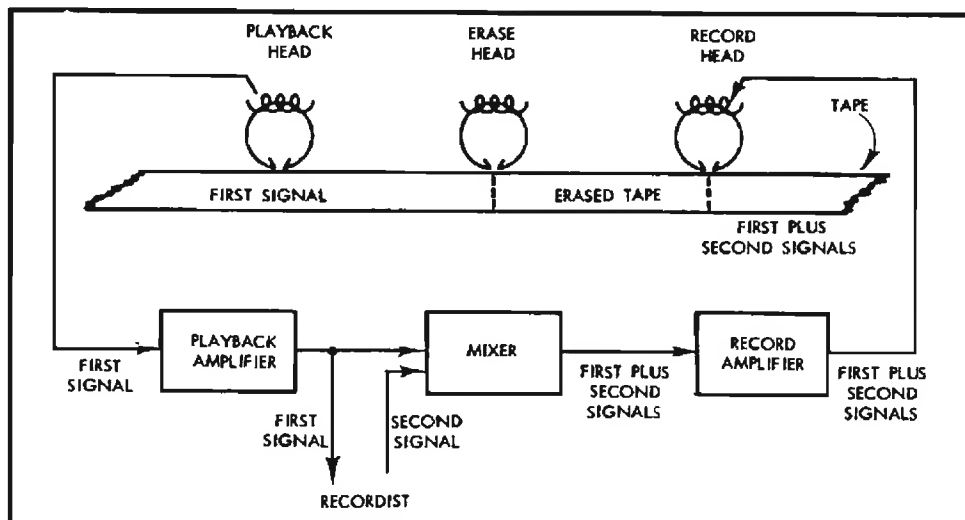 PLAYBACK
HEAD
ERASE
HEAD
RECORD
HEAD
TAPE
FIRST SIGNAL
ERASED TAPE
FIRST PLUS
SECOND SIGNALS
PLAYBACK
AMPLIFIER
MIXER
RECORD
AMPLIFIER
FIRST
SIGNAL
FIRST PLUS
SECOND
SIGNALS
FIRST PLUS
SECOND
SIGNALS
FIRST
SIGNAL
SECOND
SIGNAL
RECORDIST